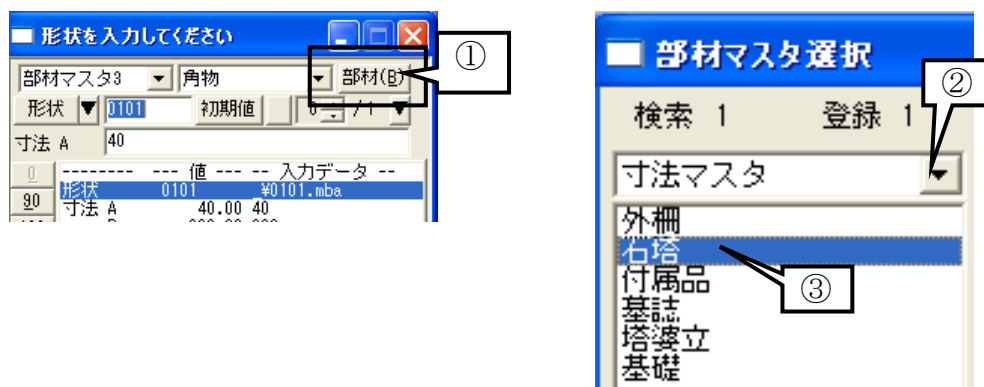 形状を入力してください
部材マスタ3 角物 部材(B)
形状 0101 初期値 0 / 1
寸法 A 40
0 -------- --- 値 --- -- 入力データ --
形状 0101 ¥0101.mba
90 寸法 A 40.00 40
①
部材マスタ選択
検索 1 登録 1
寸法マスタ
外柵
石塔
付属品
墓誌
塔婆立
基礎
②
③